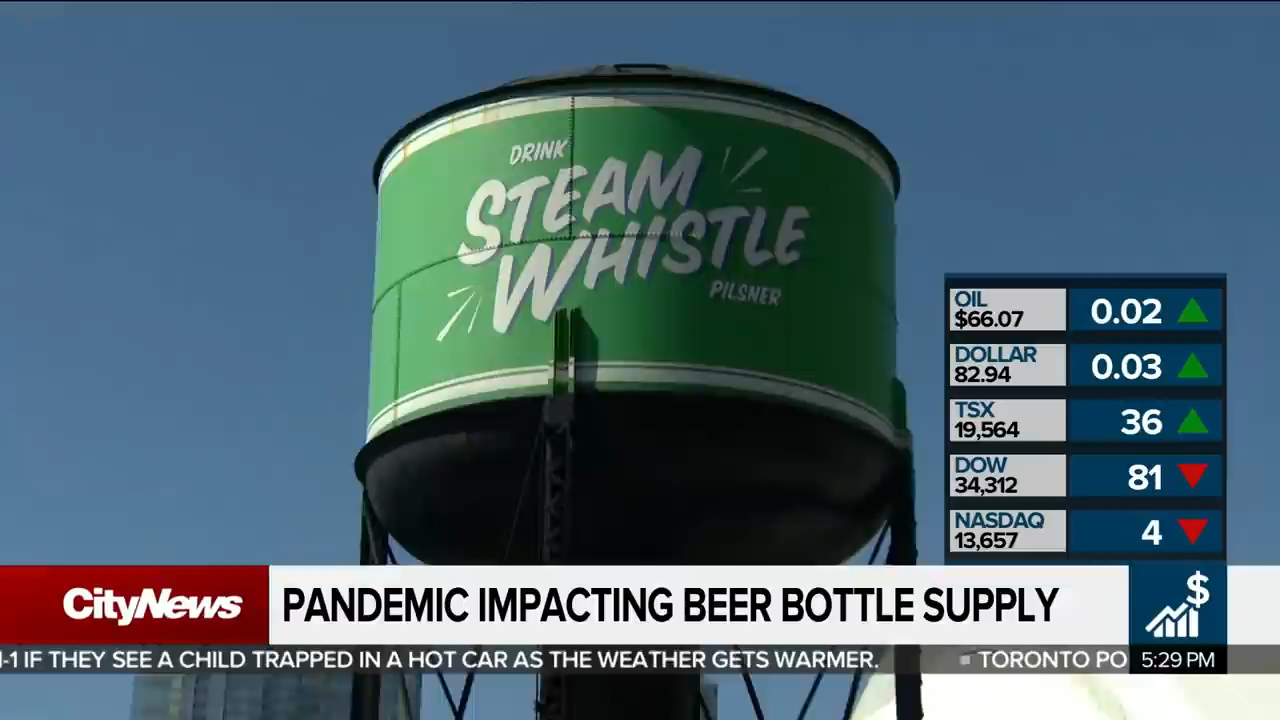 DRINK
STEAM
WHISTLE
PILSNER
OIL
$66.07
0.02
DOLLAR
82.94
0.03
TSX
19,564
36
DOW
34,312
81
NASDAQ
13,657
4
CityNews
PANDEMIC IMPACTING BEER BOTTLE SUPPLY
$
-1 IF THEY SEE A CHILD TRAPPED IN A HOT CAR AS THE WEATHER GETS WARMER. TORONTO PO
5:29 PM